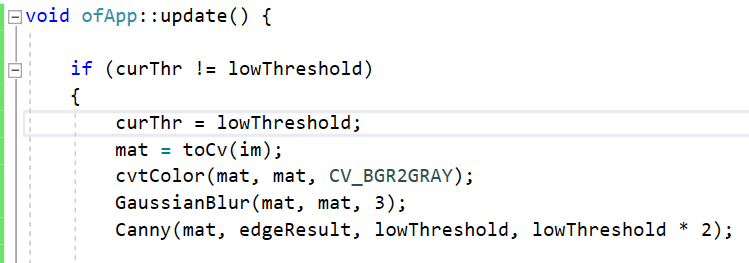 void ofApp::update() {
if (curThr != lowThreshold)
{
curThr = lowThreshold;
mat = toCv(im);
cvtColor(mat, mat, CV_BGR2GRAY);
GaussianBlur(mat, mat, 3);
Canny(mat, edgeResult, lowThreshold, lowThreshold * 2);